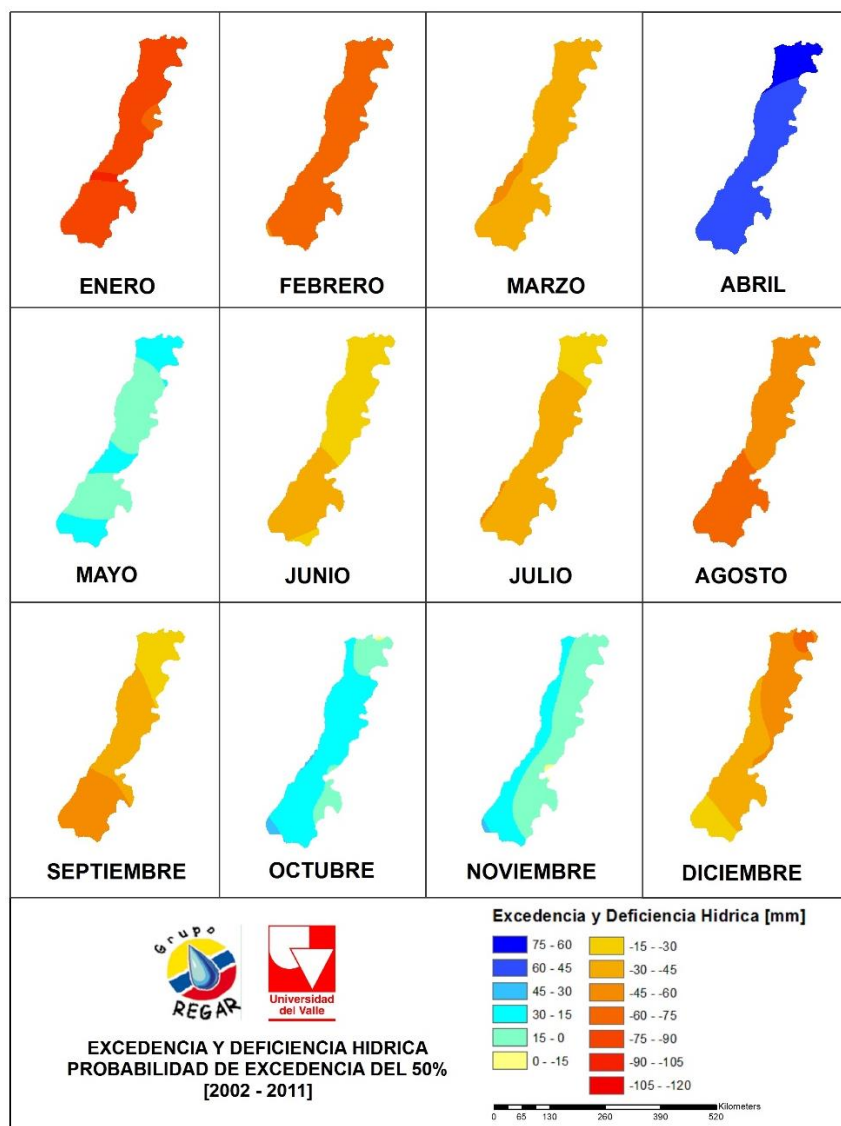 ENERO
FEBRERO
MARZO
ABRIL
MAYO
JUNIO
JULIO
AGOSTO
SEPTIEMBRE
OCTUBRE
NOVIEMBRE
DICIEMBRE
Grupo
REGAR
Universidad
del Valle
EXCEDENCIA Y DEFICIENCIA HIDRICA
PROBABILIDAD DE EXCEDENCIA DEL 50%
[2002 - 2011]
Excedencia y Deficiencia Hidrica [mm]
75 - 60
60 - 45
45 - 30
30 - 15
15 - 0
0 - -15
-15 - -30
-30 - -45
-45 - -60
-60 - -75
-75 - -90
-90 - -105
-105 - -120
Kilometers
0 65 130 260 390 520